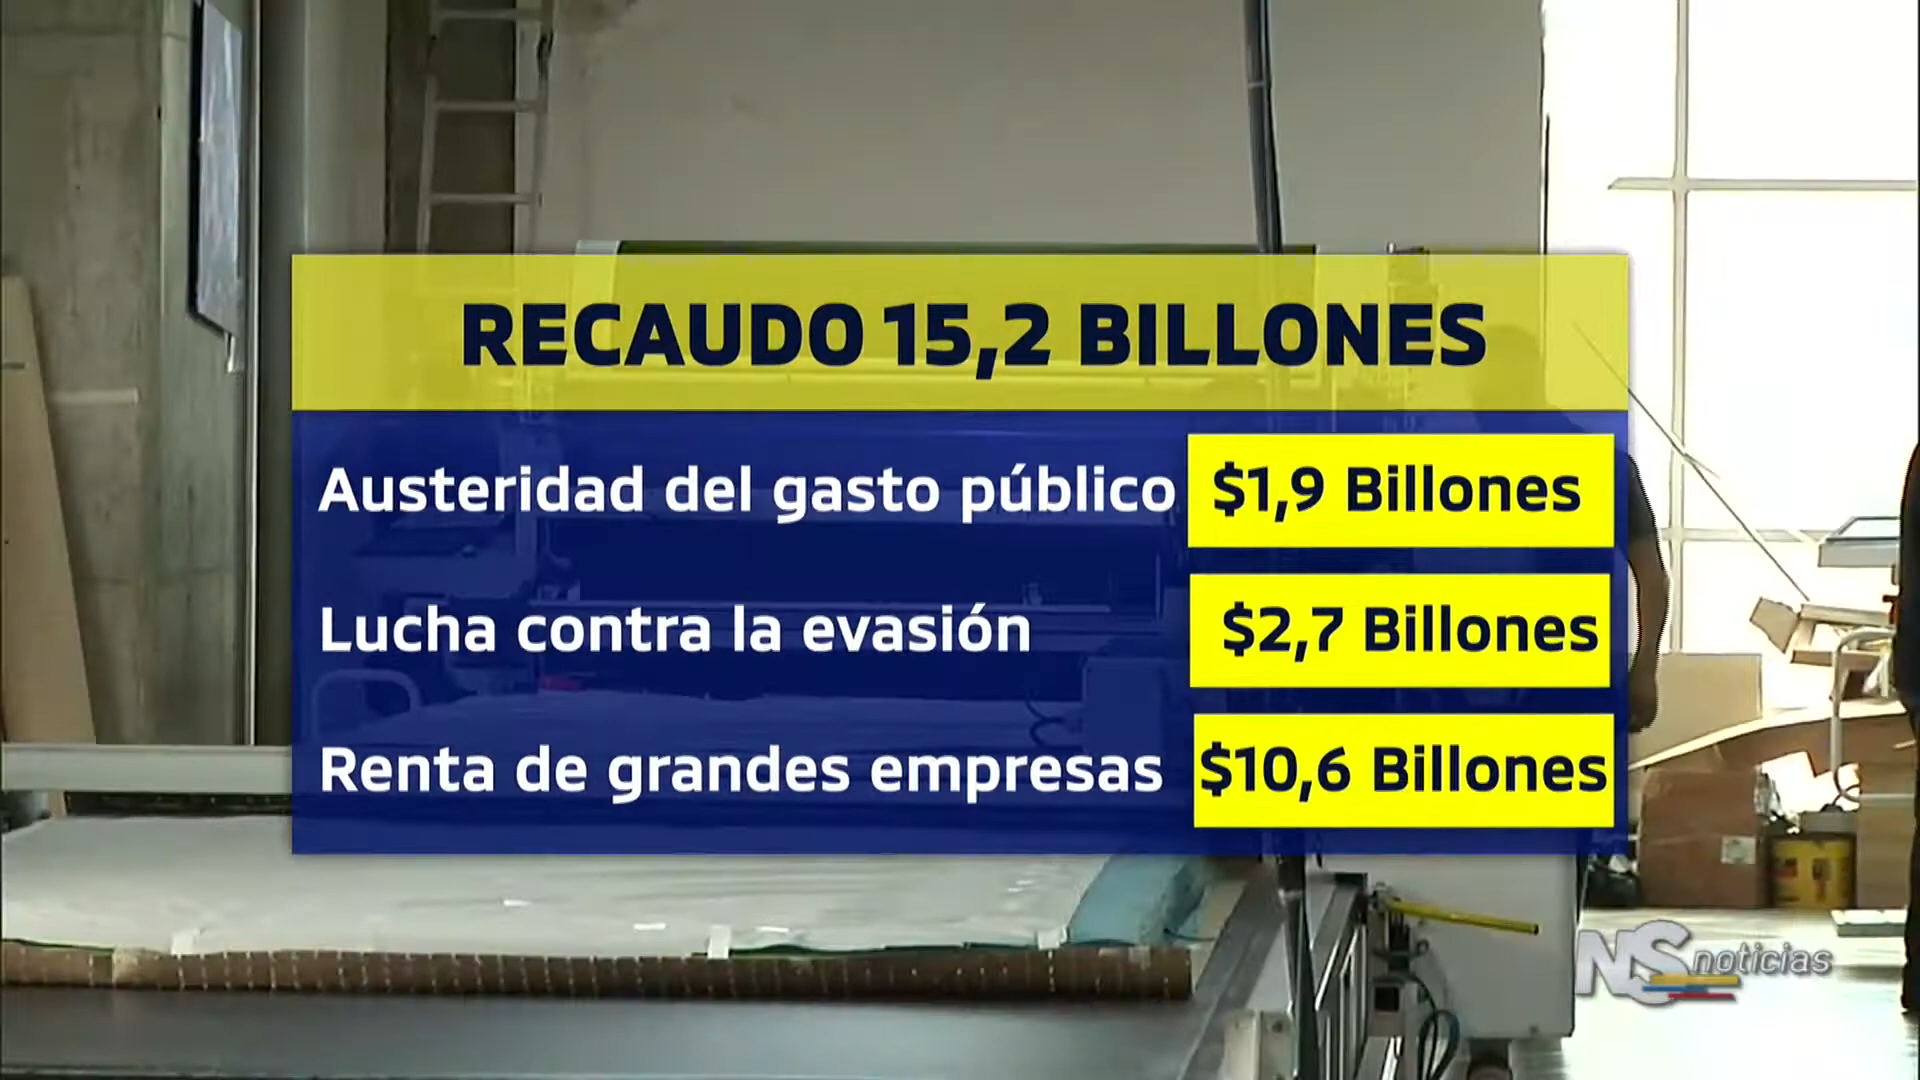 RECAUDO 15,2 BILLONES
Austeridad del gasto público $1,9 Billones
Lucha contra la evasión $2,7 Billones
Renta de grandes empresas $10,6 Billones
NS noticias